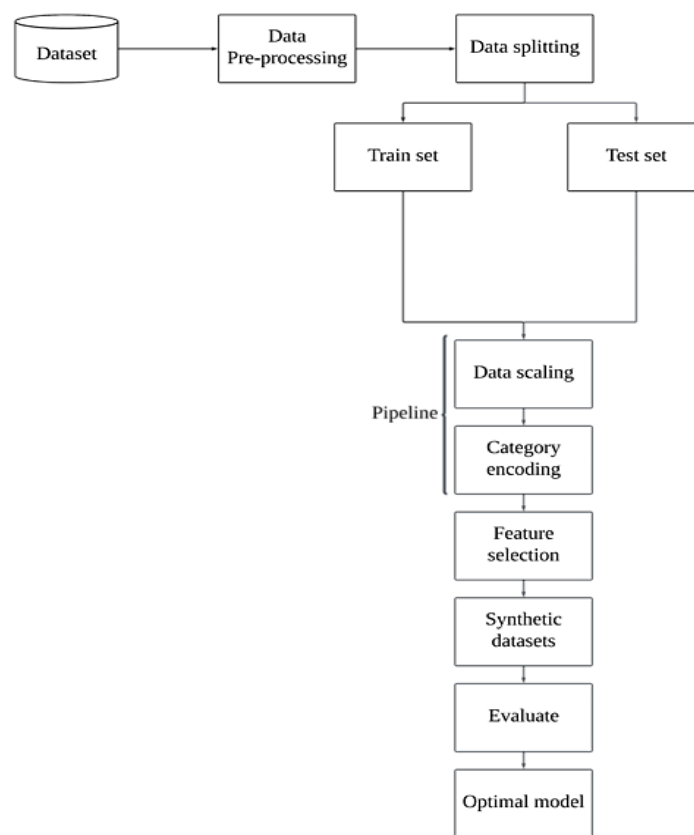 Dataset
Data
Pre-processing
Data splitting
Train set
Test set
Data scaling
Pipeline
Category
encoding
Feature
selection
Synthetic
datasets
Evaluate
Optimal model